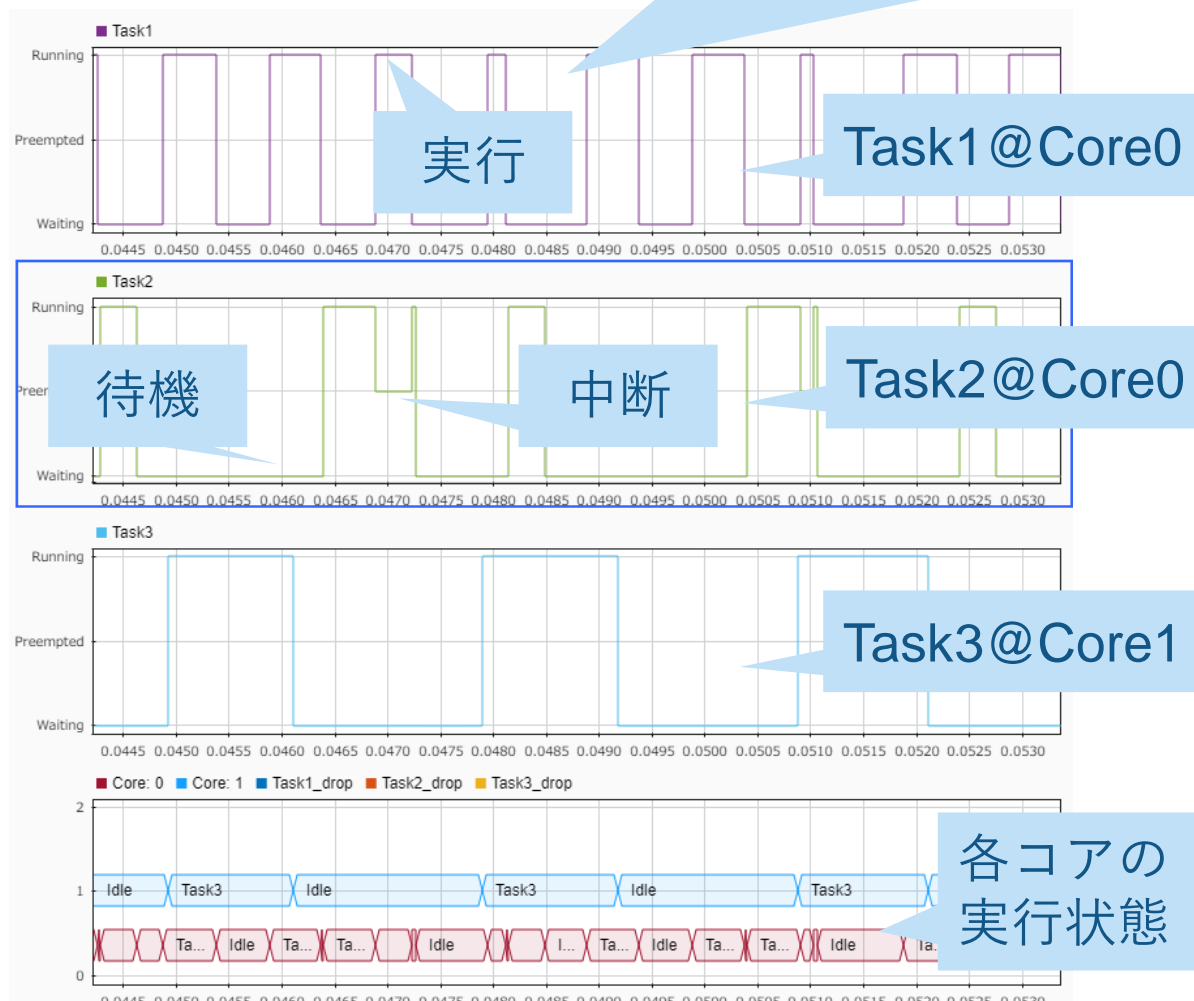 Task1
Running
Preempted
Waiting
実行
Task1@Core0
0.0445 0.0450 0.0455 0.0460 0.0465 0.0470 0.0475 0.0480 0.0485 0.0490 0.0495 0.0500 0.0505 0.0510 0.0515 0.0520 0.0525 0.0530
Task2
Running
Waiting
待機
中断
Task2@Core0
0.0445 0.0450 0.0455 0.0460 0.0465 0.0470 0.0475 0.0480 0.0485 0.0490 0.0495 0.0500 0.0505 0.0510 0.0515 0.0520 0.0525 0.0530
Task3
Running
Preempted
Waiting
Task3@Core1
0.0445 0.0450 0.0455 0.0460 0.0465 0.0470 0.0475 0.0480 0.0485 0.0490 0.0495 0.0500 0.0505 0.0510 0.0515 0.0520 0.0525 0.0530
Core: 0 Core: 1 Task1_drop Task2_drop Task3_drop
2
1 Idle Task3 Idle Task3 Idle Task3
Ta... Idle Ta... Ta... Idle I... Ta... Idle Ta... Ta... Idle
0
各コアの
実行状態